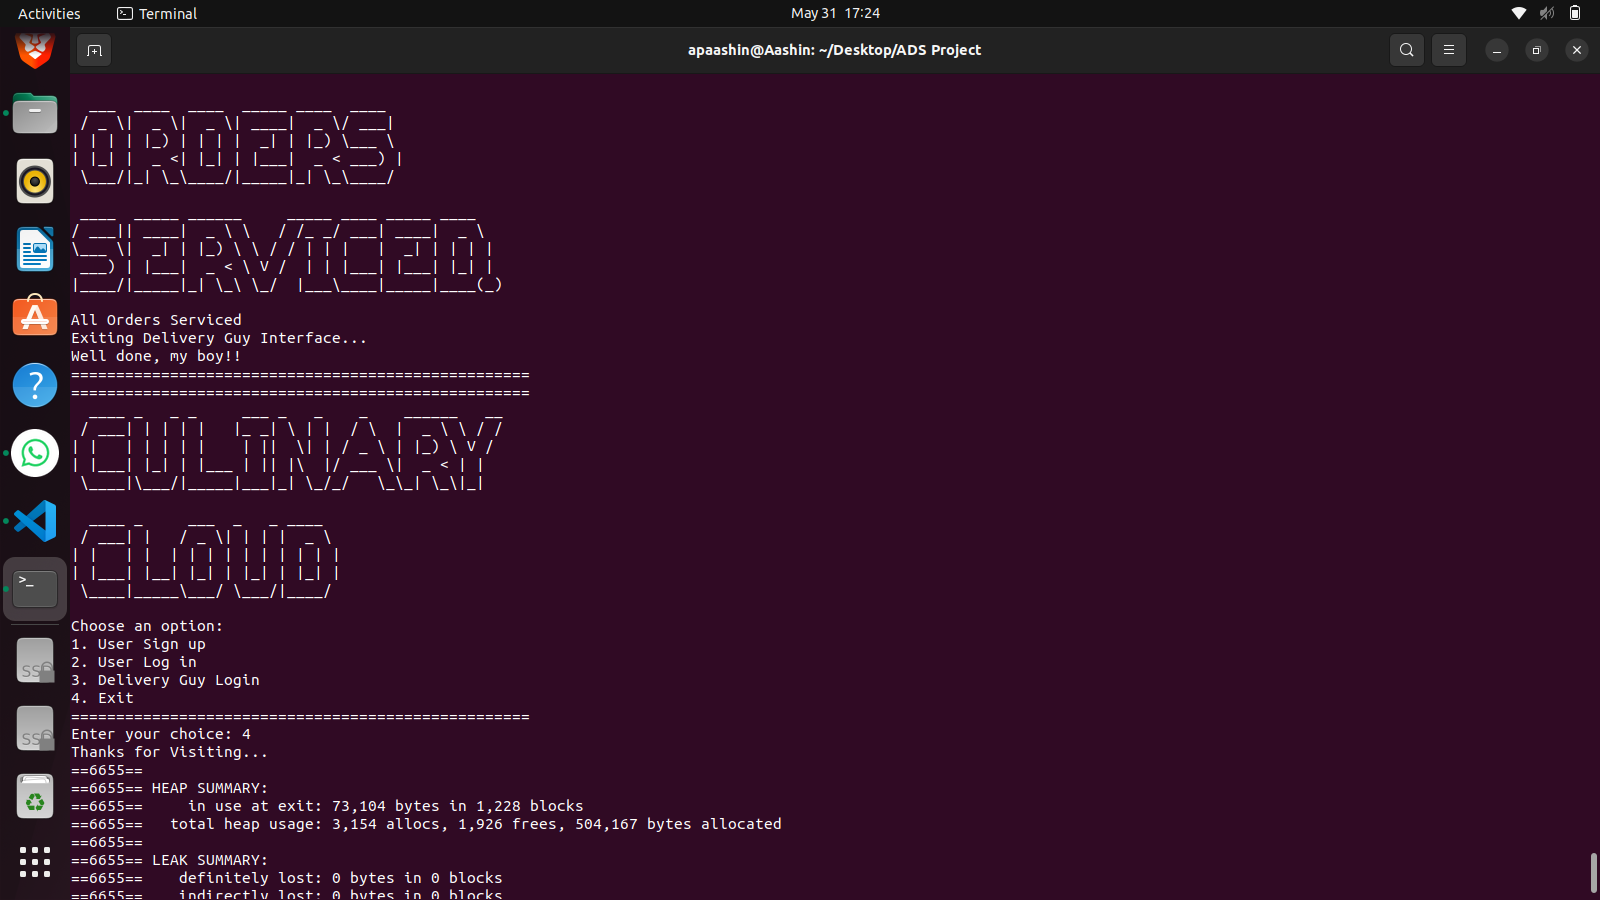 Activities
Terminal
May 31 17:24
apaashin@Aashin: ~/Desktop/ADS Project
ORDERS
SERVICED.
All Orders Serviced
Exiting Delivery Guy Interface...
Well done, my boy!!
===================================================
===================================================
CULINARY
CLOUD
Choose an option:
1. User Sign up
2. User Log in
3. Delivery Guy Login
4. Exit
===================================================
Enter your choice: 4
Thanks for Visiting...
==6655==
==6655== HEAP SUMMARY:
==6655==     in use at exit: 73,104 bytes in 1,228 blocks
==6655==   total heap usage: 3,154 allocs, 1,926 frees, 504,167 bytes allocated
==6655==
==6655== LEAK SUMMARY:
==6655==    definitely lost: 0 bytes in 0 blocks
==6655==    indirectly lost: 0 bytes in 0 blocks